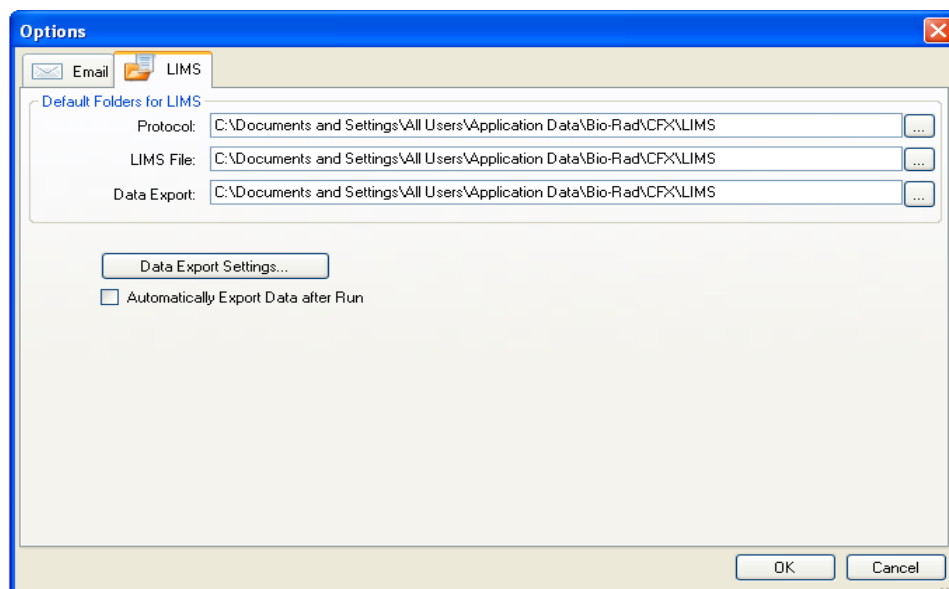 Options
Email LIMS
Default Folders for LIMS
Protocol: C:\Documents and Settings\All Users\Application Data\Bio-Rad\CFX\LIMS ...
LIMS File: C:\Documents and Settings\All Users\Application Data\Bio-Rad\CFX\LIMS ...
Data Export: C:\Documents and Settings\All Users\Application Data\Bio-Rad\CFX\LIMS ...
Data Export Settings...
Automatically Export Data after Run
OK Cancel